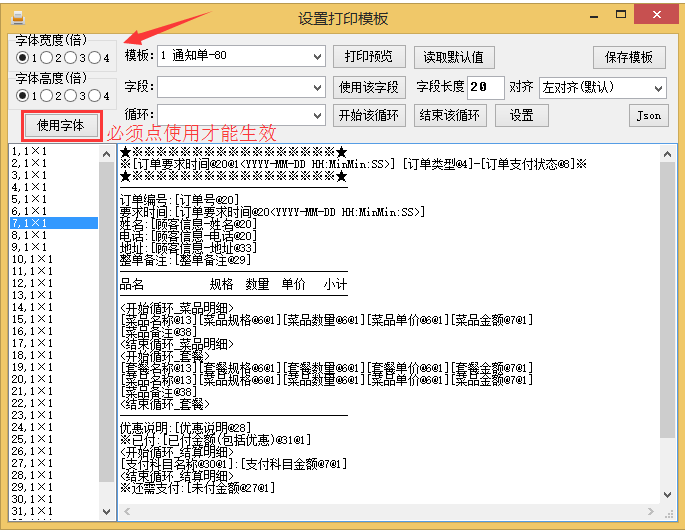 设置打印模板
字体宽度(倍)
1 2 3 4
模板: 1 通知单-80 打印预览 读取默认值 保存模板
字体高度(倍)
1 2 3 4
字段: 使用该字段 字段长度 20 对齐 左对齐(默认)
循环: 开始该循环 结束该循环 设置 Json
使用字体 必须点使用才能生效
1,1×1
2,1×1
3,1×1
4,1×1
5,1×1
6,1×1
7,1×1
8,1×1
9,1×1
10,1×1
11,1×1
12,1×1
13,1×1
14,1×1
15,1×1
16,1×1
17,1×1
18,1×1
19,1×1
20,1×1
21,1×1
22,1×1
23,1×1
24,1×1
25,1×1
26,1×1
27,1×1
28,1×1
29,1×1
30,1×1
31,1×1
★※※※※※※※※※※※※※※※※※★
※[订单要求时间@20@1<YYYY-MM-DD HH:MinMin:SS>] [订单类型@4]-[订单支付状态@8]※
★※※※※※※※※※※※※※※※※※★
订单编号:[订单号@20]
要求时间:[订单要求时间@20<YYYY-MM-DD HH:MinMin:SS>]
姓名:[顾客信息-姓名@20]
电话:[顾客信息-电话@20]
地址:[顾客信息-地址@33]
整单备注:[整单备注@29]
品名 规格 数量 单价 小计
<开始循环_菜品明细>
[菜品名称@13][菜品规格@6@1][菜品数量@6@1][菜品单价@6@1][菜品金额@7@1]
[菜品备注@38]
<结束循环_菜品明细>
<开始循环_套餐>
[套餐名称@13][套餐规格@6@1][套餐数量@6@1][套餐单价@6@1][套餐金额@7@1]
[菜品名称@13][菜品规格@6@1][菜品数量@6@1][菜品单价@6@1][菜品金额@7@1]
[菜品备注@38]
<结束循环_套餐>
优惠说明:[优惠说明@28]
※已付:[已付金额(包括优惠)@31@1]
<开始循环_结算明细>
[支付科目名称@30@1]:[支付科目金额@7@1]
<结束循环_结算明细>
※还需支付:[未付金额@27@1]